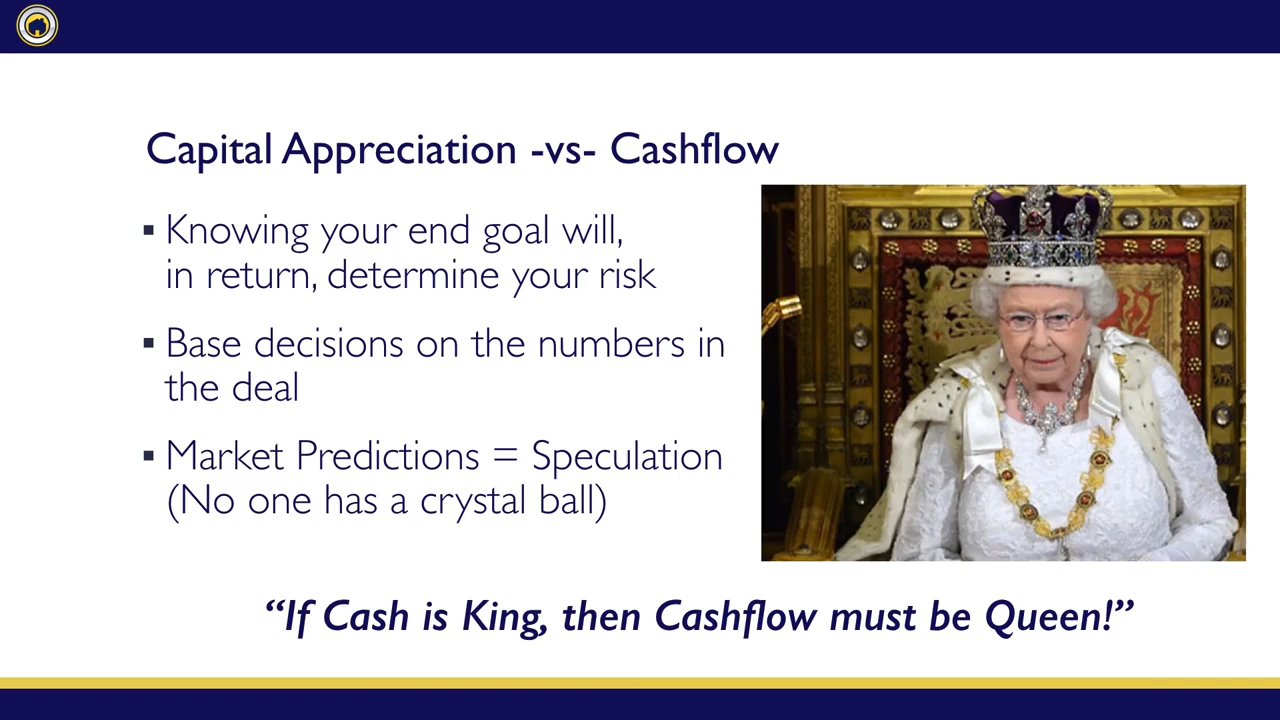 Capital Appreciation -vs- Cashflow
▪ Knowing your end goal will,
in return, determine your risk
▪ Base decisions on the numbers in
the deal
▪ Market Predictions = Speculation
(No one has a crystal ball)
“If Cash is King, then Cashflow must be Queen!”